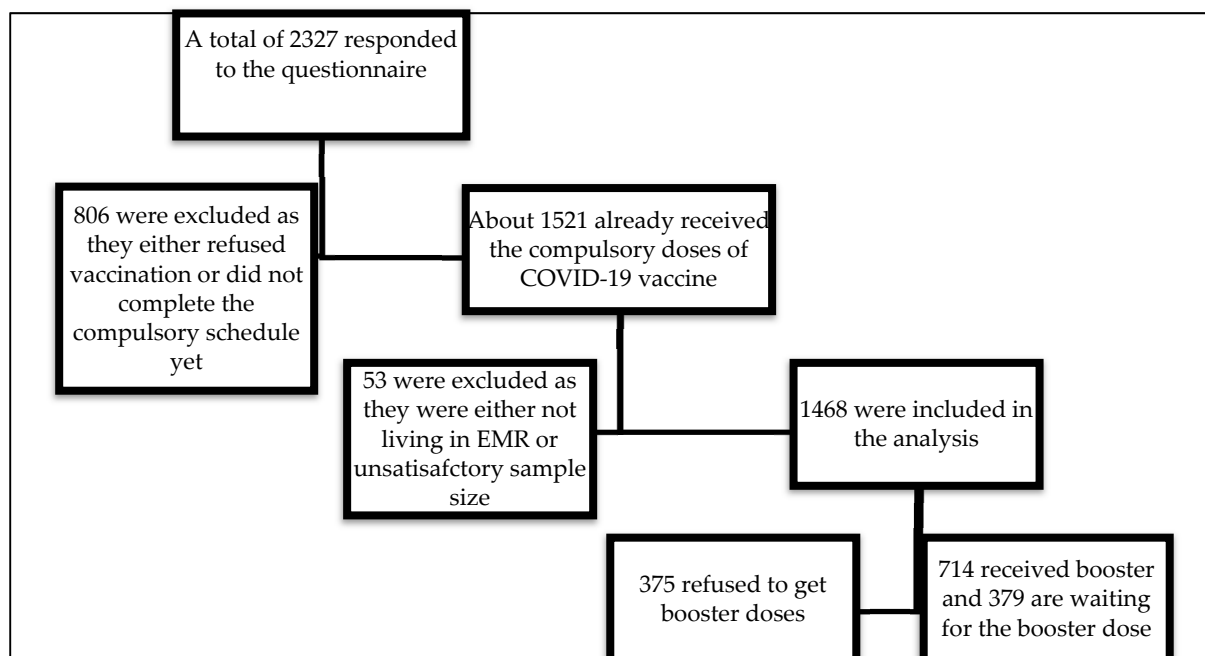 A total of 2327 responded
to the questionnaire
806 were excluded as
they either refused
vaccination or did not
complete the
compulsory schedule
yet
About 1521 already received
the compulsory doses of
COVID-19 vaccine
53 were excluded as
they were either not
living in EMR or
unsatisafctory sample
size
1468 were included in
the analysis
375 refused to get
booster doses
714 received booster
and 379 are waiting
for the booster dose